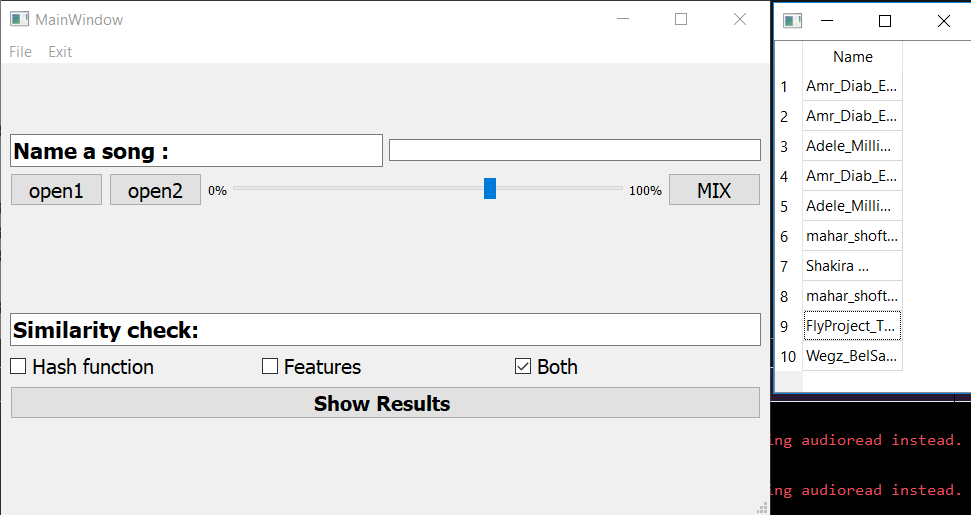 MainWindow
File Exit
Name a song :
open1 open2 0% 100% MIX
Similarity check:
Hash function Features Both
Show Results
Name
1 Amr_Diab_E...
2 Amr_Diab_E...
3 Adele_Milli...
4 Amr_Diab_E...
5 Adele_Milli...
6 mahar_shoft...
7 Shakira ...
8 mahar_shoft...
9 FlyProject_T...
10 Wegz_BelSa...
ing audioread instead.
ing audioread instead.